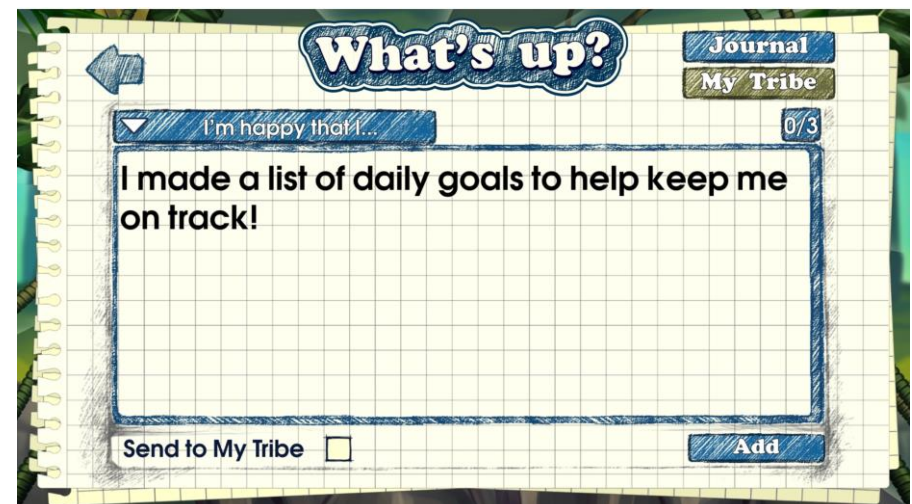 What's up?
Journal
My Tribe
I'm happy that I...
0/3
I made a list of daily goals to help keep me
on track!
Send to My Tribe
Add